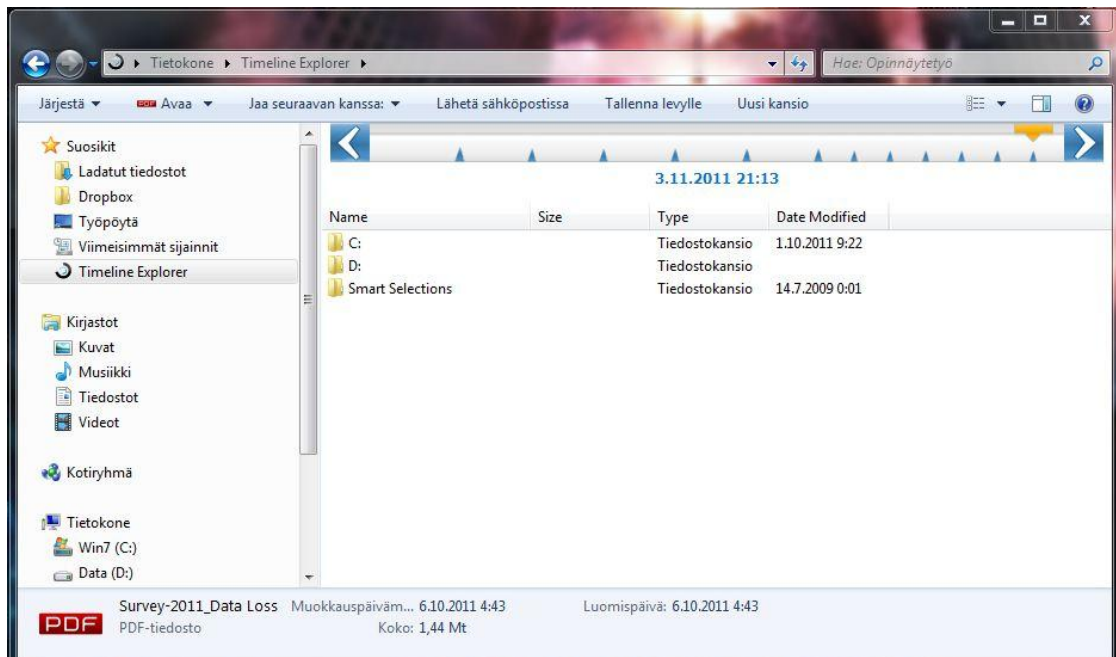 Tietokone Timeline Explorer
Hae: Opinnäytetyö
Järjestä PDF Avaa Jaa seuraavan kanssa: Lähetä sähköpostissa Tallenna levylle Uusi kansio
Suosikit
Ladatut tiedostot
Dropbox
Työpöytä
Viimeisimmät sijainnit
Timeline Explorer
Kirjastot
Kuvat
Musiikki
Tiedostot
Videot
Kotiryhmä
Tietokone
Win7 (C:)
Data (D:)
3.11.2011 21:13
Name Size Type Date Modified
C: Tiedostokansio 1.10.2011 9:22
D: Tiedostokansio
Smart Selections Tiedostokansio 14.7.2009 0:01
PDF
Survey-2011_Data Loss Muokkauspäiväm... 6.10.2011 4:43 Luomispäivä: 6.10.2011 4:43
PDF-tiedosto Koko: 1,44 Mt